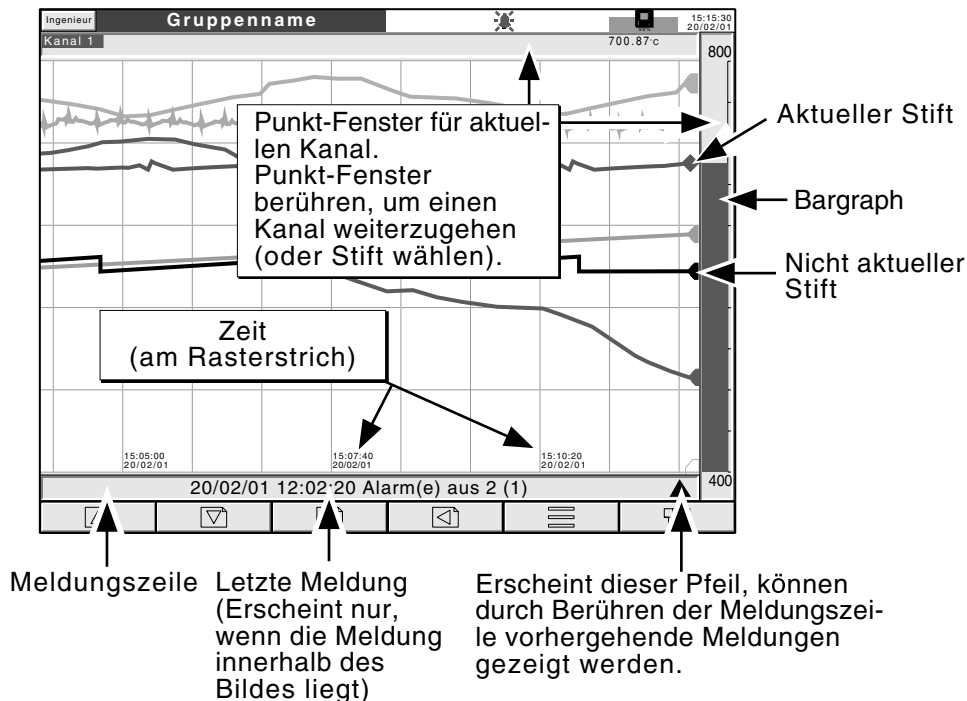 Ingenieur
Gruppenname
15:15:30
20/02/01
Kanal 1
700.87°c
800
Punkt-Fenster für aktuel-
len Kanal.
Punkt-Fenster
berühren, um einen
Kanal weiterzugehen
(oder Stift wählen).
Aktueller Stift
Bargraph
Nicht aktueller
Stift
Zeit
(am Rasterstrich)
15:05:00
20/02/01
15:07:40
20/02/01
15:10:20
20/02/01
400
20/02/01 12:02:20 Alarm(e) aus 2 (1)
Meldungszeile
Letzte Meldung
(Erscheint nur,
wenn die Meldung
innerhalb des
Bildes liegt)
Erscheint dieser Pfeil, können
durch Berühren der Meldungszei-
le vorhergehende Meldungen
gezeigt werden.